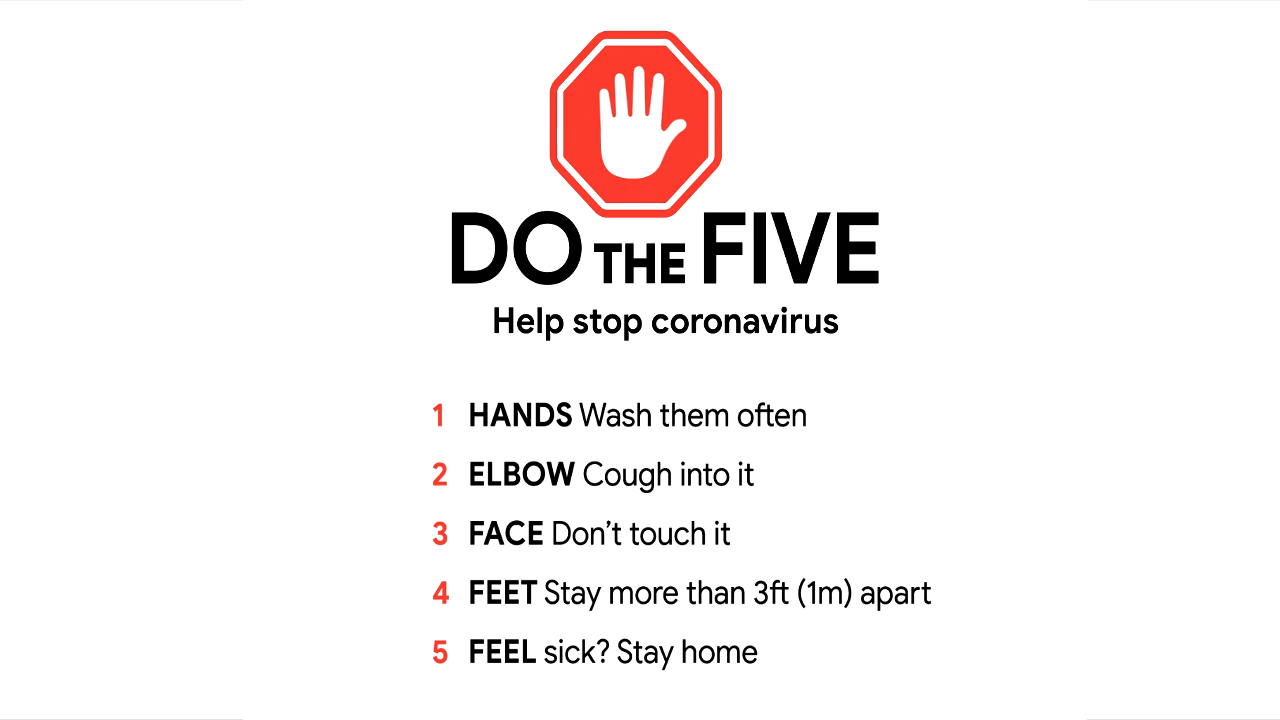 DO THE FIVE
Help stop coronavirus
1 HANDS Wash them often
2 ELBOW Cough into it
3 FACE Don’t touch it
4 FEET Stay more than 3ft (1m) apart
5 FEEL sick? Stay home